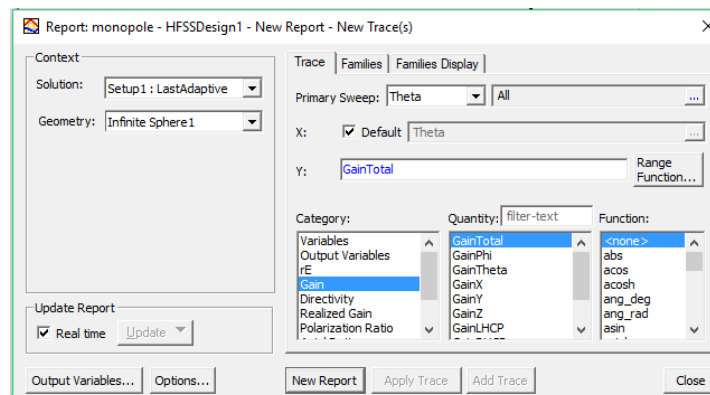 Report: monopole - HFSSDesign1 - New Report - New Trace(s)
Context
Solution: Setup1 : LastAdaptive
Geometry: Infinite Sphere1
Update Report
Real time Update
Output Variables... Options...
Trace Families Families Display
Primary Sweep: Theta All ...
X: Default Theta ...
Y: GainTotal Range Function...
Category: Quantity: filter-text Function:
Variables GainTotal <none>
Output Variables GainPhi abs
rE GainTheta acos
Gain GainX acosh
Directivity GainY ang_deg
Realized Gain GainZ ang_rad
Polarization Ratio GainLHCP asin
New Report Apply Trace Add Trace Close